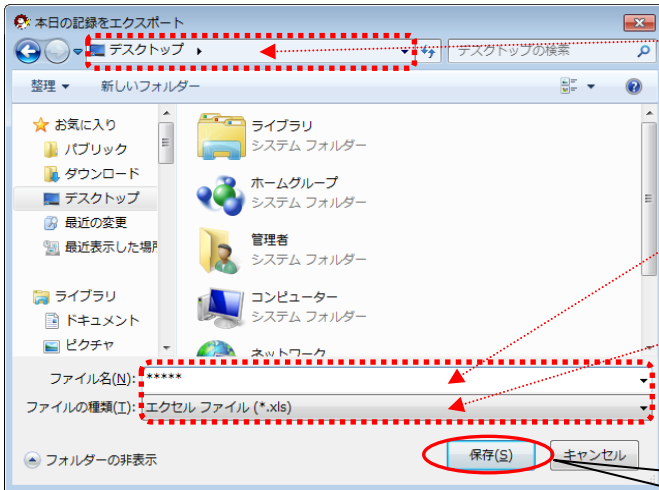 本日の記録をエクスポート
デスクトップ
デスクトップの検索
整理
新しいフォルダー
お気に入り
パブリック
ダウンロード
デスクトップ
最近の変更
最近表示した場所
ライブラリ
ドキュメント
ピクチャ
ライブラリ
システム フォルダー
ホームグループ
システム フォルダー
管理者
システム フォルダー
コンピューター
システム フォルダー
ネットワーク
ファイル名(N): *****
ファイルの種類(T): エクセル ファイル (*.xls)
フォルダーの非表示
保存(S)
キャンセル